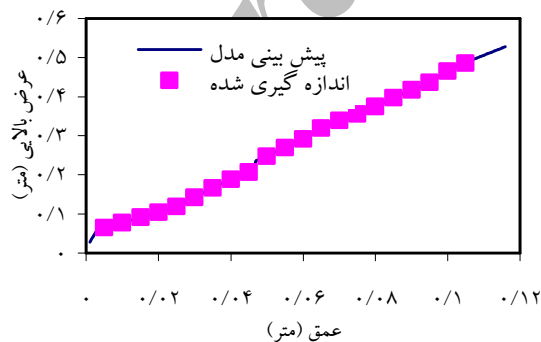 ۰/۶
۰/۵
۰/۴
۰/۳
۰/۲
۰/۱
۰
عرض بالایی (متر)
پیش بینی مدل
اندازه گیری شده
۰ ۰/۰۲ ۰/۰۴ ۰/۰۶ ۰/۰۸ ۰/۱ ۰/۱۲
عمق (متر)